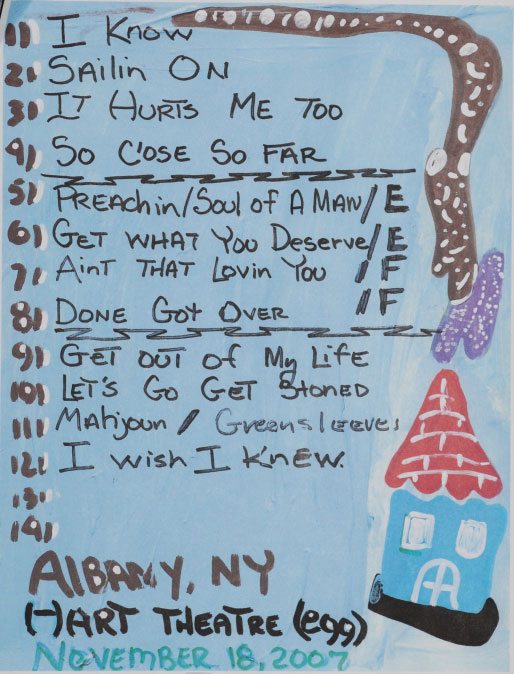 1) I KNOW
2) SAILIN ON
3) IT HURTS ME TOO
4) SO C'OSE SO FAR
5) PREACHIN/SOUL of A MAN/E
6) GET WHAT YOU Deserve/E
7) AINT THAT Lovin You /F
8) DONE GOT OVER /F
9) GET OUT of My LIFE
10) LET'S GO GET STONED
11) MAHJOUN / Greensleeves
12) I wish I KNEW.
13)
14)
ALBANY, NY
HART THEATRE (egg)
NOVEMBER 18, 2007